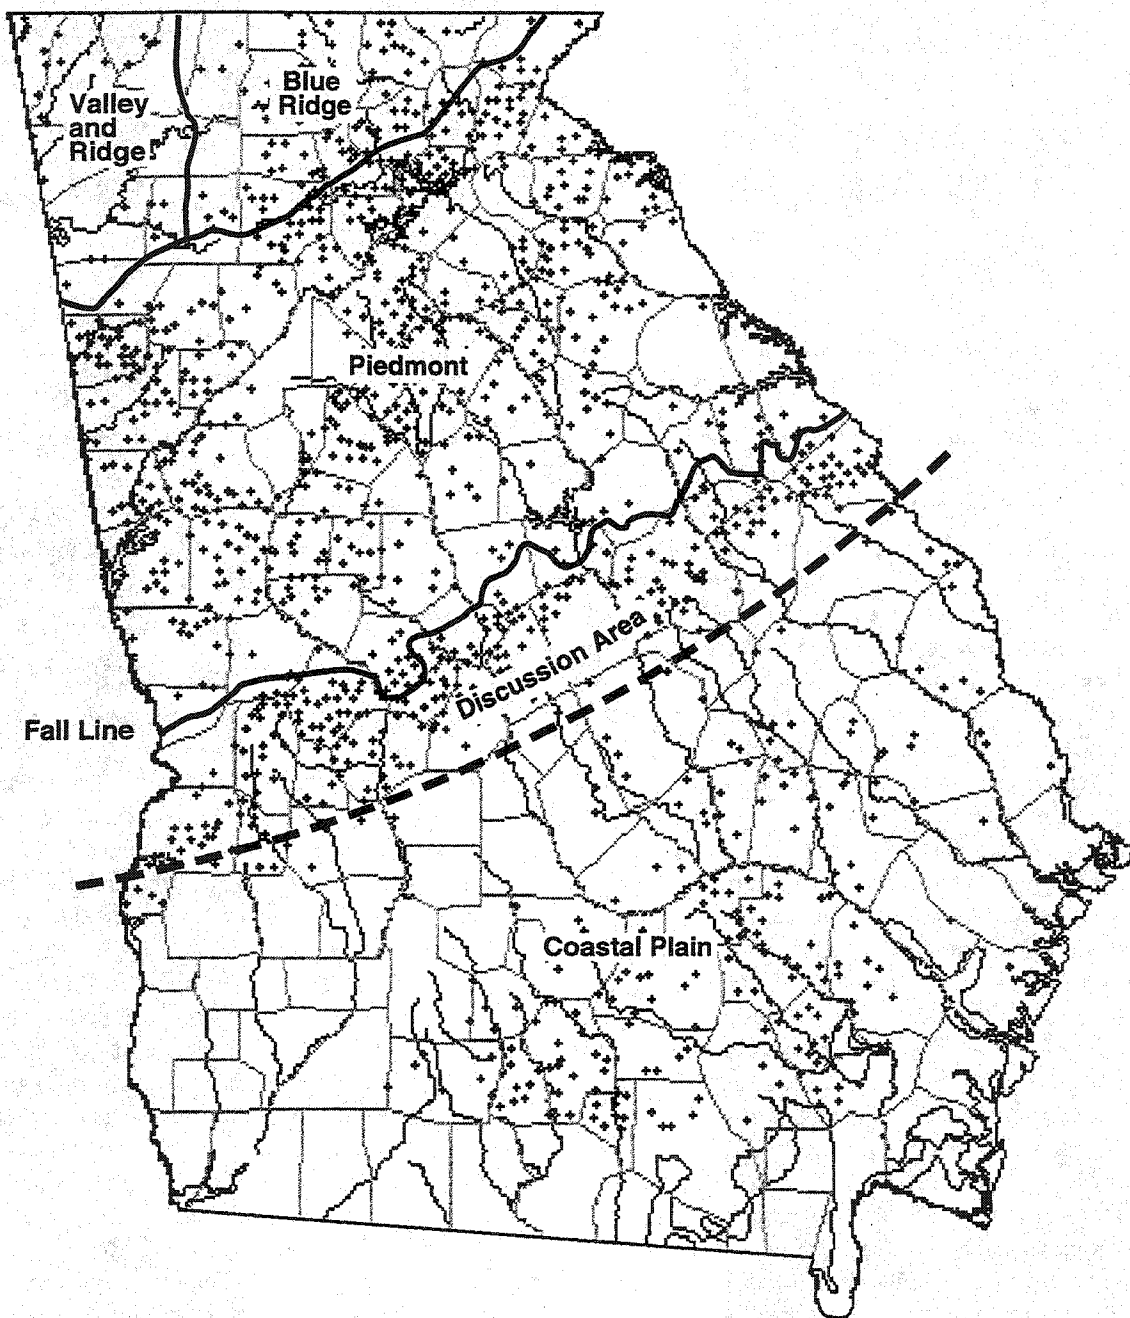 Blue
Ridge
Valley
and
Ridge
Piedmont
Discussion Area
Fall Line
Coastal Plain